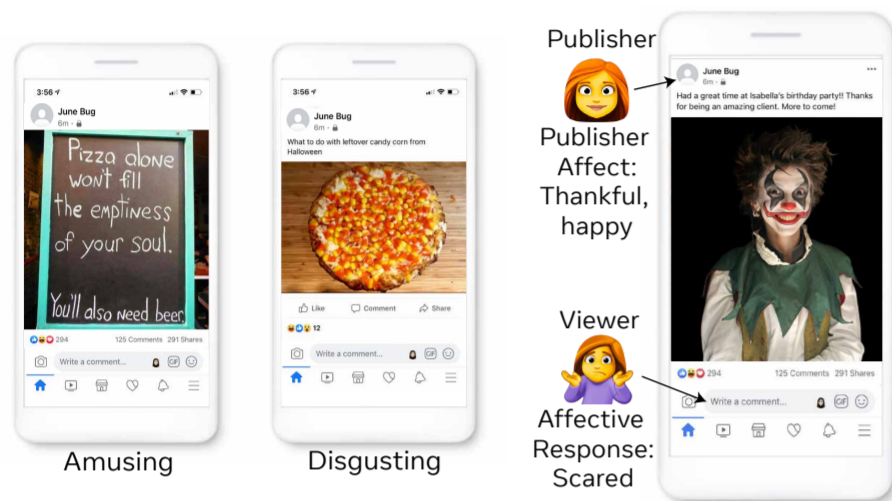 3:56
June Bug
6m
Pizza alone
won't fill
the emptiness
of your soul.
You'll also need beer.
294
125 Comments 291 Shares
Write a comment...
GIF
Amusing
3:56
June Bug
6m
What to do with leftover candy corn from
Halloween
Like Comment Share
12
Write a comment...
GIF
Disgusting
Publisher
Publisher
Affect:
Thankful,
happy
Viewer
Affective
Response:
Scared
June Bug
6m
Had a great time at Isabella's birthday party!! Thanks
for being an amazing client. More to come!
294
125 Comments 291 Shares
Write a comment...
GIF